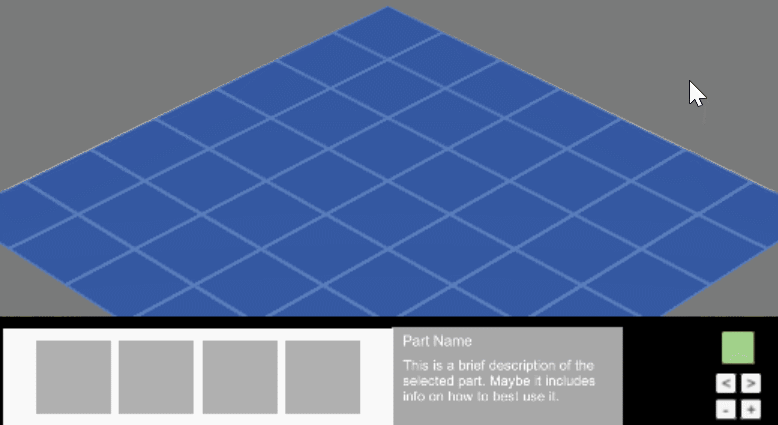 Part Name
This is a brief description of the
selected part. Maybe it includes
info on how to best use it.
< >
- +